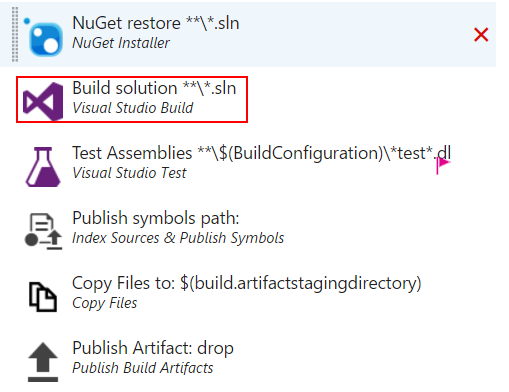 NuGet restore **\*.sln
NuGet Installer
Build solution **\*.sln
Visual Studio Build
Test Assemblies **\$(BuildConfiguration)\*test*.dl
Visual Studio Test
Publish symbols path:
Index Sources & Publish Symbols
Copy Files to: $(build.artifactstagingdirectory)
Copy Files
Publish Artifact: drop
Publish Build Artifacts